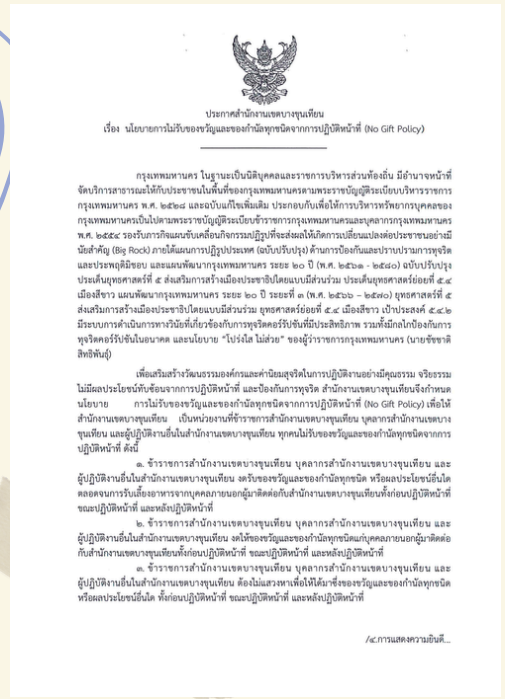 ประกาศสำนักงานเขตบางขุนเทียน
เรื่อง นโยบายการไม่รับของขวัญและของกำนัลทุกชนิดจากการปฏิบัติหน้าที่ (No Gift Policy)
กรุงเทพมหานคร ในฐานะเป็นนิติบุคคลและราชการบริหารส่วนท้องถิ่น มีอำนาจหน้าที่
จัดบริการสาธารณะให้กับประชาชนในพื้นที่ของกรุงเทพมหานครตามพระราชบัญญัติระเบียบบริหารราชการ
กรุงเทพมหานคร พ.ศ. ๒๕๒๘ และฉบับแก้ไขเพิ่มเติม ประกอบกับเพื่อให้การบริหารทรัพยากรบุคคลของ
กรุงเทพมหานครเป็นไปตามพระราชบัญญัติระเบียบข้าราชการกรุงเทพมหานครและบุคลากรกรุงเทพมหานคร
พ.ศ. ๒๕๕๔ รองรับภารกิจแผนขับเคลื่อนกิจกรรมปฏิรูปที่จะส่งผลให้เกิดการเปลี่ยนแปลงต่อประชาชนอย่างมี
นัยสำคัญ (Big Rock) ภายใต้แผนการปฏิรูปประเทศ (ฉบับปรับปรุง) ด้านการป้องกันและปราบปรามการทุจริต
และประพฤติมิชอบ และแผนพัฒนากรุงเทพมหานคร ระยะ ๒๐ ปี (พ.ศ. ๒๕๖๑ - ๒๕๘๐) ฉบับปรับปรุง
ประเด็นยุทธศาสตร์ที่ ๕ ส่งเสริมการสร้างเมืองประชาธิปไตยแบบมีส่วนร่วม ประเด็นยุทธศาสตร์ย่อยที่ ๕.๔
เมืองสีขาว แผนพัฒนากรุงเทพมหานคร ระยะ ๒๐ ปี ระยะที่ ๓ (พ.ศ. ๒๕๖๖ – ๒๕๗๐) ยุทธศาสตร์ที่ ๕
ส่งเสริมการสร้างเมืองประชาธิปไตยแบบมีส่วนร่วม ยุทธศาสตร์ย่อยที่ ๕.๔ เมืองสีขาว เป้าประสงค์ ๕.๔.๒
มีระบบการดำเนินการทางวินัยที่เกี่ยวข้องกับการทุจริตคอร์รัปชันที่มีประสิทธิภาพ รวมทั้งมีกลไกป้องกันการ
ทุจริตคอร์รัปชันในอนาคต และนโยบาย "โปร่งใส ไม่ส่วย" ของผู้ว่าราชการกรุงเทพมหานคร (นายชัชชาติ
สิทธิพันธุ์)
เพื่อเสริมสร้างวัฒนธรรมองค์กรและค่านิยมสุจริตในการปฏิบัติงานอย่างมีคุณธรรม จริยธรรม
ไม่มีผลประโยชน์ทับซ้อนจากการปฏิบัติหน้าที่ และป้องกันการทุจริต สำนักงานเขตบางขุนเทียนจึงกำหนด
นโยบาย การไม่รับของขวัญและของกำนัลทุกชนิดจากการปฏิบัติหน้าที่ (No Gift Policy) เพื่อให้
สำนักงานเขตบางขุนเทียน เป็นหน่วยงานที่ข้าราชการสำนักงานเขตบางขุนเทียน บุคลากรสำนักงานเขตบาง
ขุนเทียน และผู้ปฏิบัติงานอื่นในสำนักงานเขตบางขุนเทียน ทุกคนไม่รับของขวัญและของกำนัลทุกชนิดจากการ
ปฏิบัติหน้าที่ ดังนี้
๑. ข้าราชการสำนักงานเขตบางขุนเทียน บุคลากรสำนักงานเขตบางขุนเทียน และ
ผู้ปฏิบัติงานอื่นในสำนักงานเขตบางขุนเทียน งดรับของขวัญและของกำนัลทุกชนิด หรือผลประโยชน์อื่นใด
ตลอดจนการรับเลี้ยงอาหารจากบุคคลภายนอกผู้มาติดต่อกับสำนักงานเขตบางขุนเทียนทั้งก่อนปฏิบัติหน้าที่
ขณะปฏิบัติหน้าที่ และหลังปฏิบัติหน้าที่
๒. ข้าราชการสำนักงานเขตบางขุนเทียน บุคลากรสำนักงานเขตบางขุนเทียน และ
ผู้ปฏิบัติงานอื่นในสำนักงานเขตบางขุนเทียน งดให้ของขวัญและของกำนัลทุกชนิดแก่บุคคลภายนอกผู้มาติดต่อ
กับสำนักงานเขตบางขุนเทียนทั้งก่อนปฏิบัติหน้าที่ ขณะปฏิบัติหน้าที่ และหลังปฏิบัติหน้าที่
๓. ข้าราชการสำนักงานเขตบางขุนเทียน บุคลากรสำนักงานเขตบางขุนเทียน และ
ผู้ปฏิบัติงานอื่นในสำนักงานเขตบางขุนเทียน ต้องไม่แสวงหาเพื่อให้ได้มาซึ่งของขวัญและของกำนัลทุกชนิด
หรือผลประโยชน์อื่นใด ทั้งก่อนปฏิบัติหน้าที่ ขณะปฏิบัติหน้าที่ และหลังปฏิบัติหน้าที่
/๔.การแสดงความยินดี...